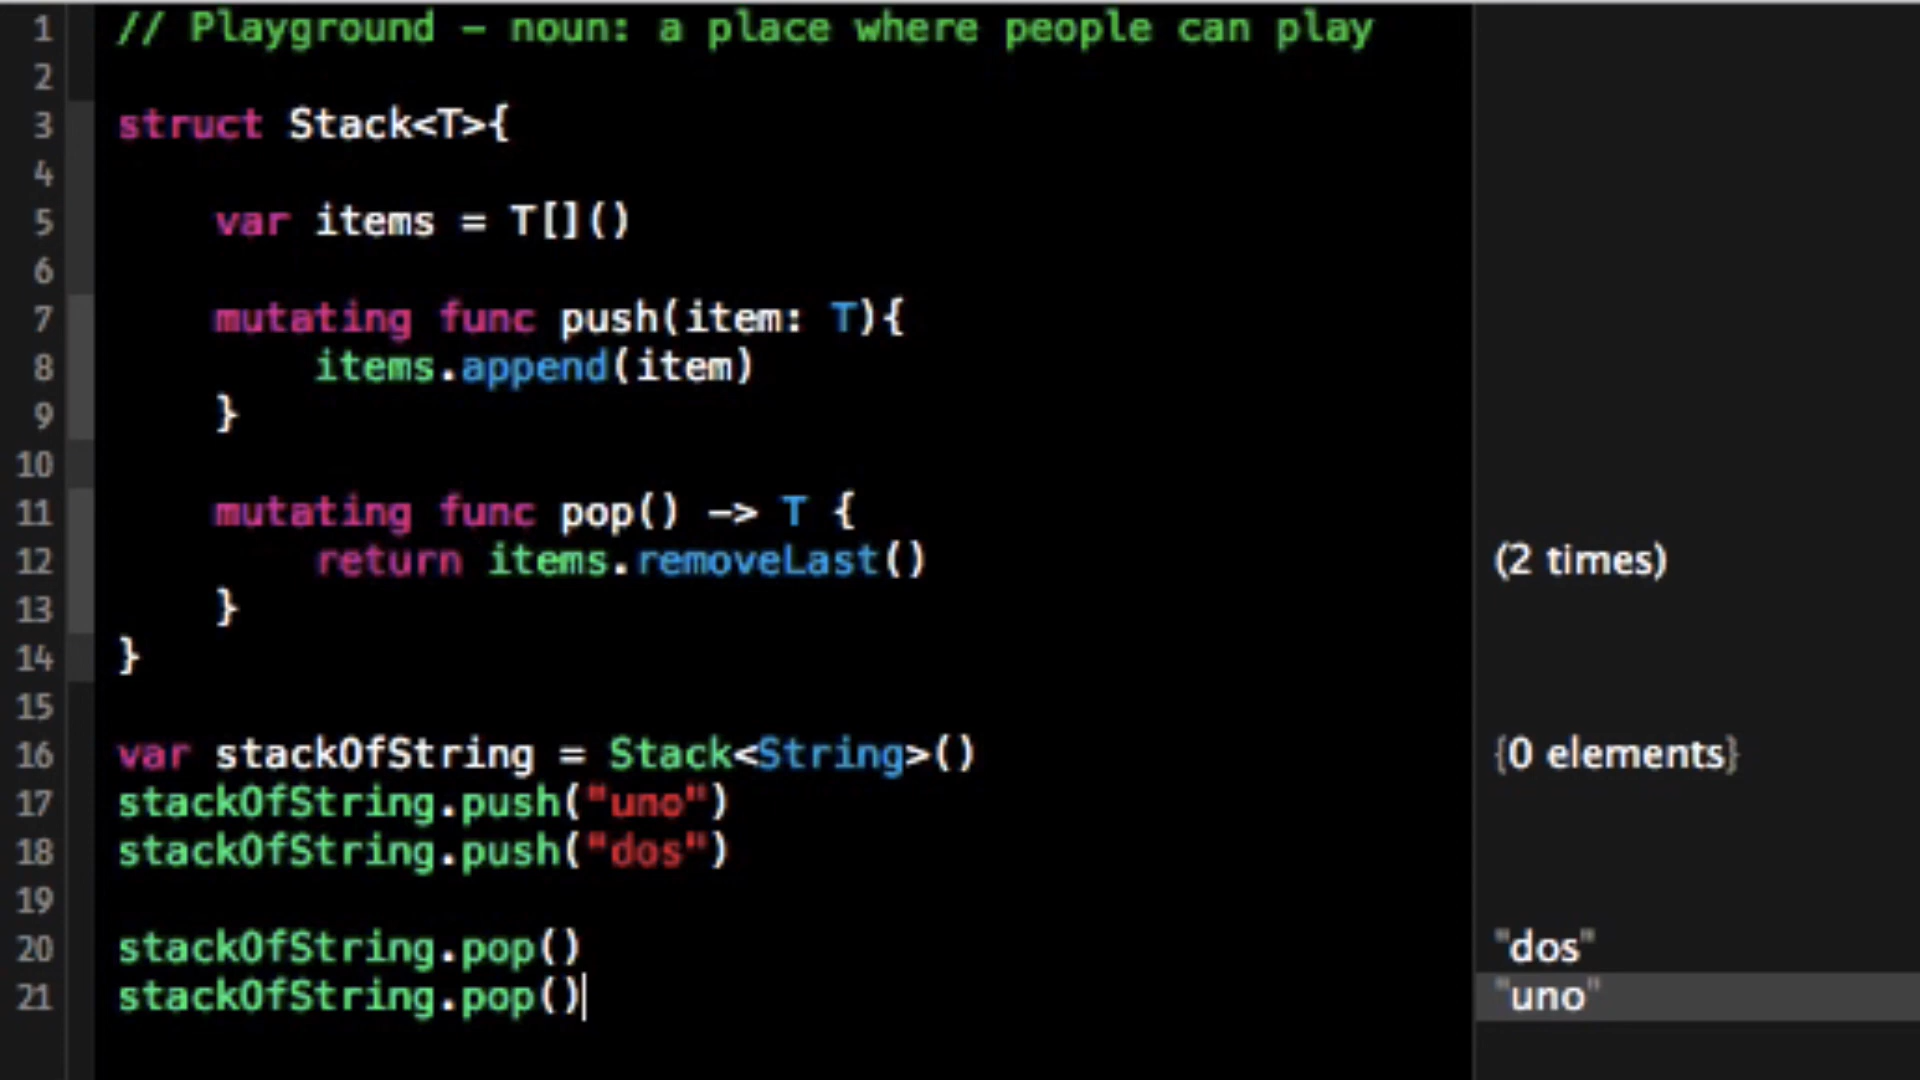 1 // Playground – noun: a place where people can play
2
3 struct Stack<T>{
4
5 var items = T[]()
6
7 mutating func push(item: T){
8 items.append(item)
9 }
10
11 mutating func pop() -> T {
12 return items.removeLast() (2 times)
13 }
14 }
15
16 var stackOfString = Stack<String>() {0 elements}
17 stackOfString.push("uno")
18 stackOfString.push("dos")
19
20 stackOfString.pop() "dos"
21 stackOfString.pop() "uno"